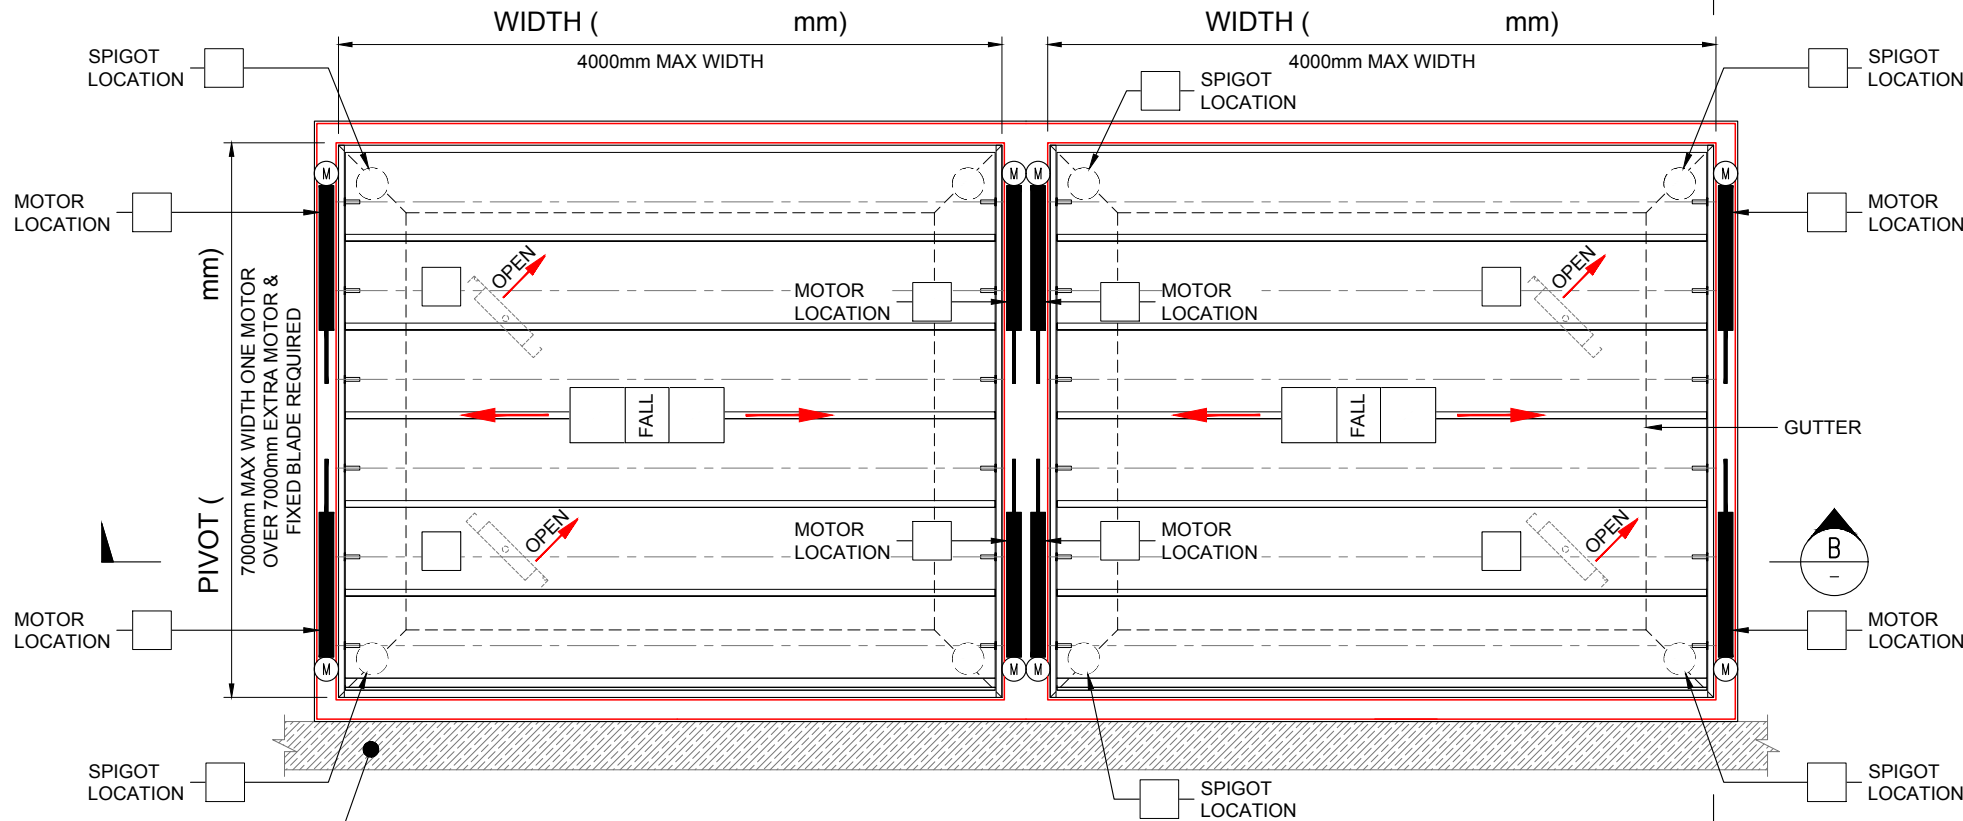 WIDTH ( mm)
WIDTH ( mm)
4000mm MAX WIDTH
4000mm MAX WIDTH
SPIGOT
LOCATION
SPIGOT
LOCATION
SPIGOT
LOCATION
M
M
M
M
MOTOR
LOCATION
MOTOR
LOCATION
PIVOT ( mm)
7000mm MAX WIDTH ONE MOTOR
OVER 7000mm EXTRA MOTOR &
FIXED BLADE REQUIRED
OPEN
OPEN
MOTOR
LOCATION
MOTOR
LOCATION
FALL
FALL
GUTTER
OPEN
OPEN
MOTOR
LOCATION
MOTOR
LOCATION
B
-
MOTOR
LOCATION
MOTOR
LOCATION
M
M
M
M
SPIGOT
LOCATION
SPIGOT
LOCATION
SPIGOT
LOCATION